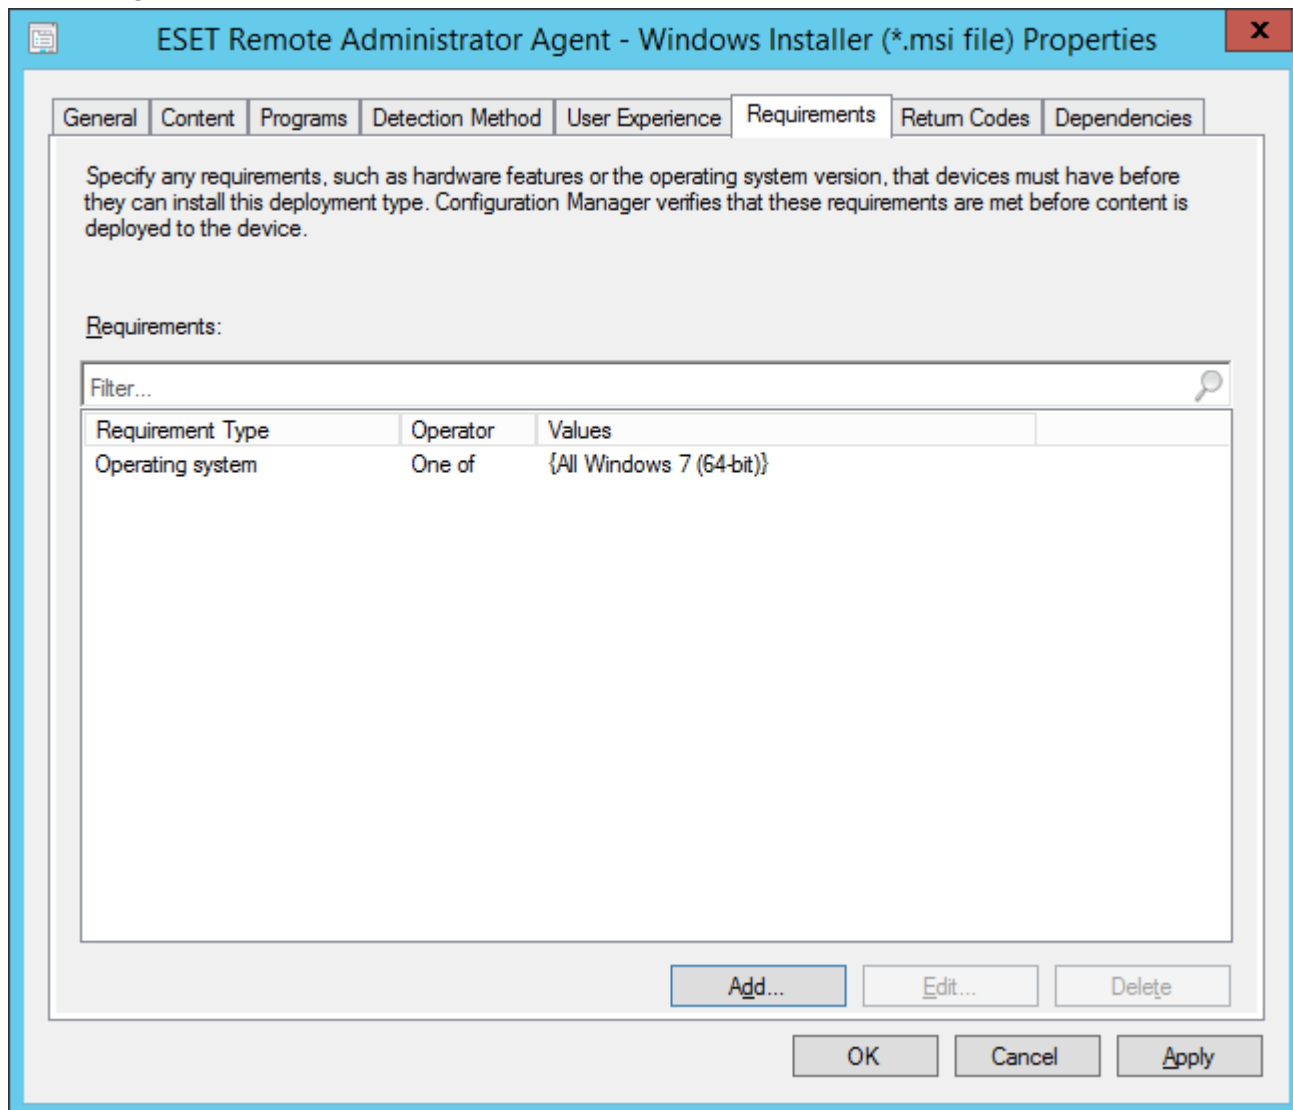 ESET Remote Administrator Agent - Windows Installer (*.msi file) Properties
x
General Content Programs Detection Method User Experience Requirements Return Codes Dependencies
Specify any requirements, such as hardware features or the operating system version, that devices must have before
they can install this deployment type. Configuration Manager verifies that these requirements are met before content is
deployed to the device.
Requirements:
Filter...
Requirement Type Operator Values
Operating system One of {All Windows 7 (64-bit)}
Add... Edit... Delete
OK Cancel Apply